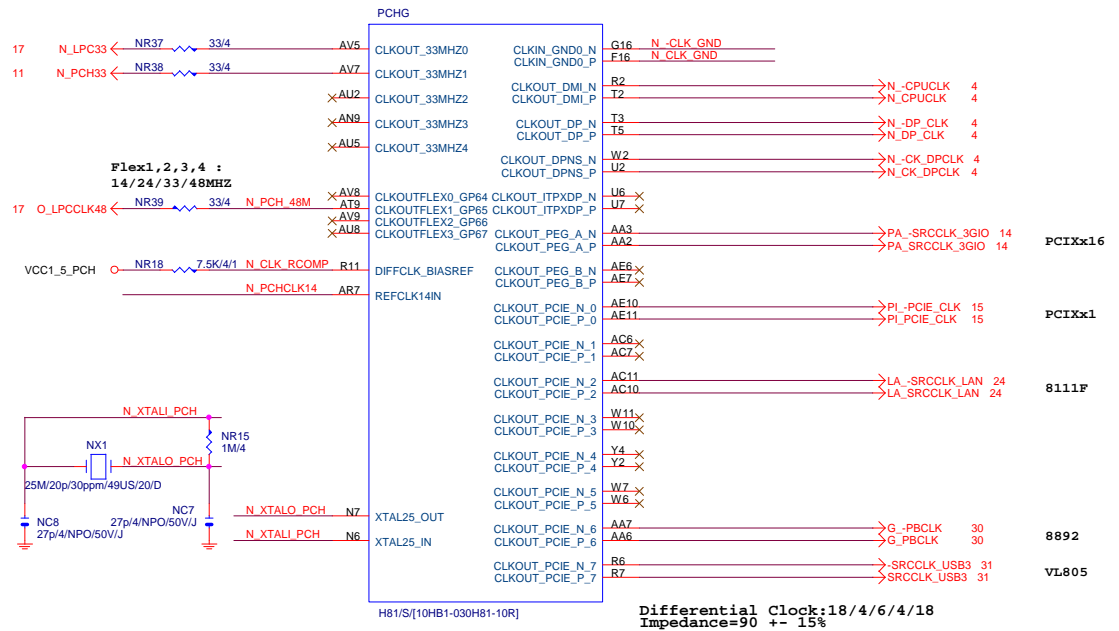 PCHG
17 N_LPC33 NR37 33/4 AV5 CLKOUT_33MHZ0
11 N_PCH33 NR38 33/4 AV7 CLKOUT_33MHZ1
AU2 CLKOUT_33MHZ2
AN9 CLKOUT_33MHZ3
AU5 CLKOUT_33MHZ4
Flex1,2,3,4 :
14/24/33/48MHZ
AV8 CLKOUTFLEX0_GP64
17 O_LPCCLK48 NR39 33/4 N_PCH_48M AT9 CLKOUTFLEX1_GP65
AV9 CLKOUTFLEX2_GP66
AU8 CLKOUTFLEX3_GP67
VCC1_5_PCH NR18 7.5K/4/1 N_CLK_RCOMP R11 DIFFCLK_BIASREF
N_PCHCLK14 AR7 REFCLK14IN
N_XTALI_PCH
NR15
1M/4
NX1 N_XTALO_PCH
25M/20p/30ppm/49US/20/D
NC8
27p/4/NPO/50V/J
NC7
27p/4/NPO/50V/J
N_XTALO_PCH N7 XTAL25_OUT
N_XTALI_PCH N6 XTAL25_IN
CLKIN_GND0_N G16 N_-CLK_GND
CLKIN_GND0_P F16 N_CLK_GND
CLKOUT_DMI_N R2 N_-CPUCLK 4
CLKOUT_DMI_P T2 N_CPUCLK 4
CLKOUT_DP_N T3 N_-DP_CLK 4
CLKOUT_DP_P T5 N_DP_CLK 4
CLKOUT_DPNS_N W2 N_-CK_DPCLK 4
CLKOUT_DPNS_P U2 N_CK_DPCLK 4
CLKOUT_ITPXDP_N U6
CLKOUT_ITPXDP_P U7
CLKOUT_PEG_A_N AA3 PA_-SRCCLK_3GIO 14
CLKOUT_PEG_A_P AA2 PA_SRCCLK_3GIO 14
PCIXx16
CLKOUT_PEG_B_N AE6
CLKOUT_PEG_B_P AE7
CLKOUT_PCIE_N_0 AE10 PI_-PCIE_CLK 15
CLKOUT_PCIE_P_0 AE11 PI_PCIE_CLK 15
PCIXx1
CLKOUT_PCIE_N_1 AC6
CLKOUT_PCIE_P_1 AC7
CLKOUT_PCIE_N_2 AC11 LA_-SRCCLK_LAN 24
CLKOUT_PCIE_P_2 AC10 LA_SRCCLK_LAN 24
8111F
CLKOUT_PCIE_N_3 W11
CLKOUT_PCIE_P_3 W10
CLKOUT_PCIE_N_4 Y4
CLKOUT_PCIE_P_4 Y2
CLKOUT_PCIE_N_5 W7
CLKOUT_PCIE_P_5 W6
CLKOUT_PCIE_N_6 AA7 G_-PBCLK 30
CLKOUT_PCIE_P_6 AA6 G_PBCLK 30
8892
CLKOUT_PCIE_N_7 R6 -SRCCLK_USB3 31
CLKOUT_PCIE_P_7 R7 SRCCLK_USB3 31
VL805
H81/S/[10HB1-030H81-10R]
Differential Clock:18/4/6/4/18
Impedance=90 +- 15%